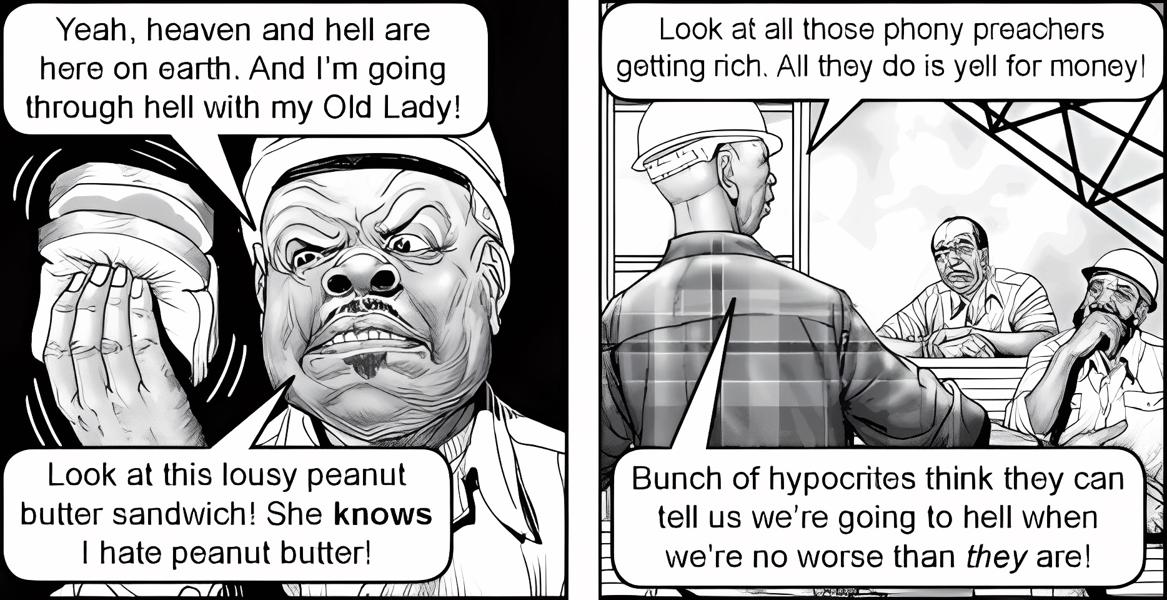 Yeah, heaven and hell are
here on earth. And I'm going
through hell with my Old Lady!
Look at this lousy peanut
butter sandwich! She knows
I hate peanut butter!
Look at all those phony preachers
getting rich. All they do is yell for money!
Bunch of hypocrites think they can
tell us we're going to hell when
we're no worse than they are!